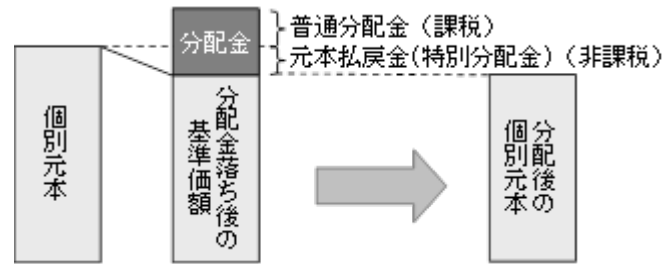 分配金
普通分配金（課税）
元本払戻金(特別分配金)（非課税）
個別元本
分配金落ち後の
基準価額
分配後の
個別元本